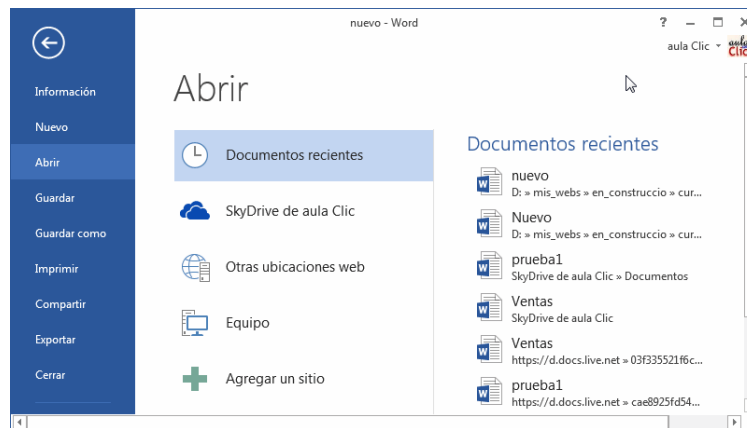 nuevo - Word
aula Clic
aula
Clic
Información
Nuevo
Abrir
Guardar
Guardar como
Imprimir
Compartir
Exportar
Cerrar
Abrir
Documentos recientes
SkyDrive de aula Clic
Otras ubicaciones web
Equipo
Agregar un sitio
Documentos recientes
nuevo
D: » mis_webs » en_construccio » cur...
Nuevo
D: » mis_webs » en_construccio » cur...
prueba1
SkyDrive de aula Clic » Documentos
Ventas
SkyDrive de aula Clic
Ventas
https://d.docs.live.net » 03f335521f6c...
prueba1
https://d.docs.live.net » cae8925fd54...